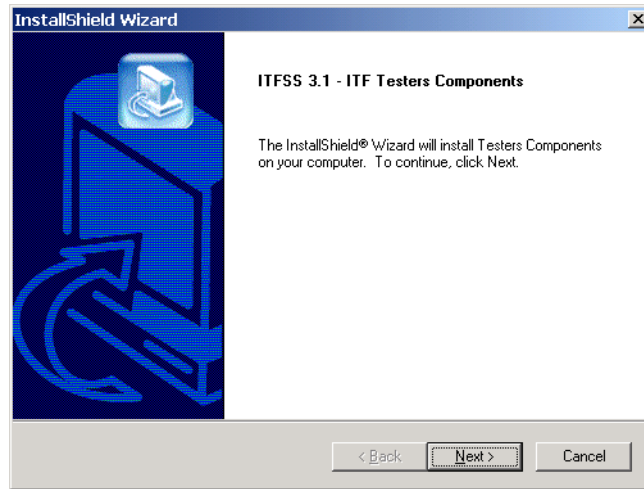 InstallShield Wizard
ITFSS 3.1 - ITF Testers Components
The InstallShield® Wizard will install Testers Components
on your computer.  To continue, click Next.
< Back
Next >
Cancel